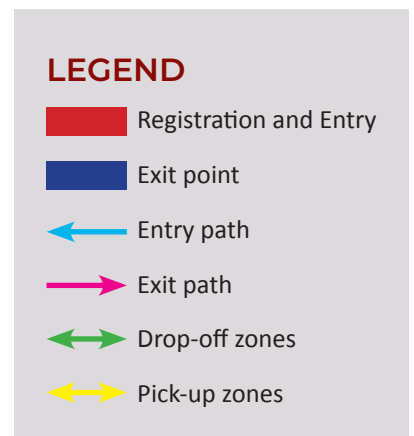 LEGEND
Registration and Entry
Exit point
Entry path
Exit path
Drop-off zones
Pick-up zones